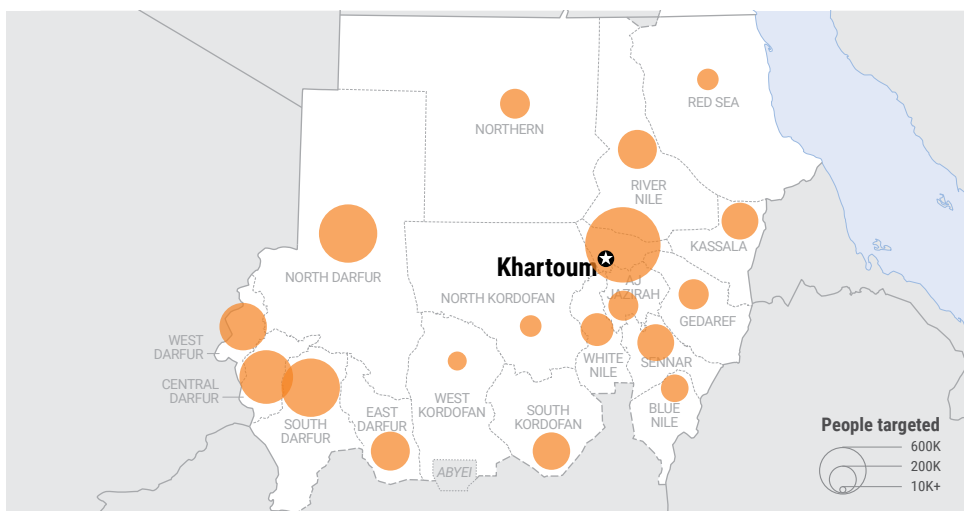 RED SEA
NORTHERN
RIVER
NILE
KASSALA
Khartoum
NORTH DARFUR
AJ
JAZIRAH
NORTH KORDOFAN
GEDAREF
WEST
DARFUR
WHITE
NILE
SENNAR
CENTRAL
DARFUR
WEST
KORDOFAN
EAST
DARFUR
SOUTH
KORDOFAN
BLUE
NILE
SOUTH
DARFUR
ABYEI
People targeted
600K
200K
10K+